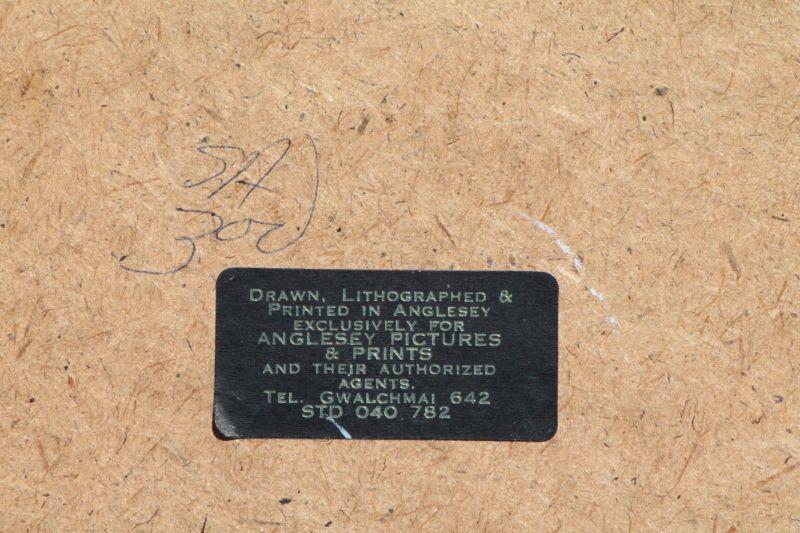 DRAWN, LITHOGRAPHED &
PRINTED IN ANGLESEY
EXCLUSIVELY FOR
ANGLESEY PICTURES
& PRINTS
AND THEIR AUTHORIZED
AGENTS.
TEL. GWALCHMAI 642
STD 040 782